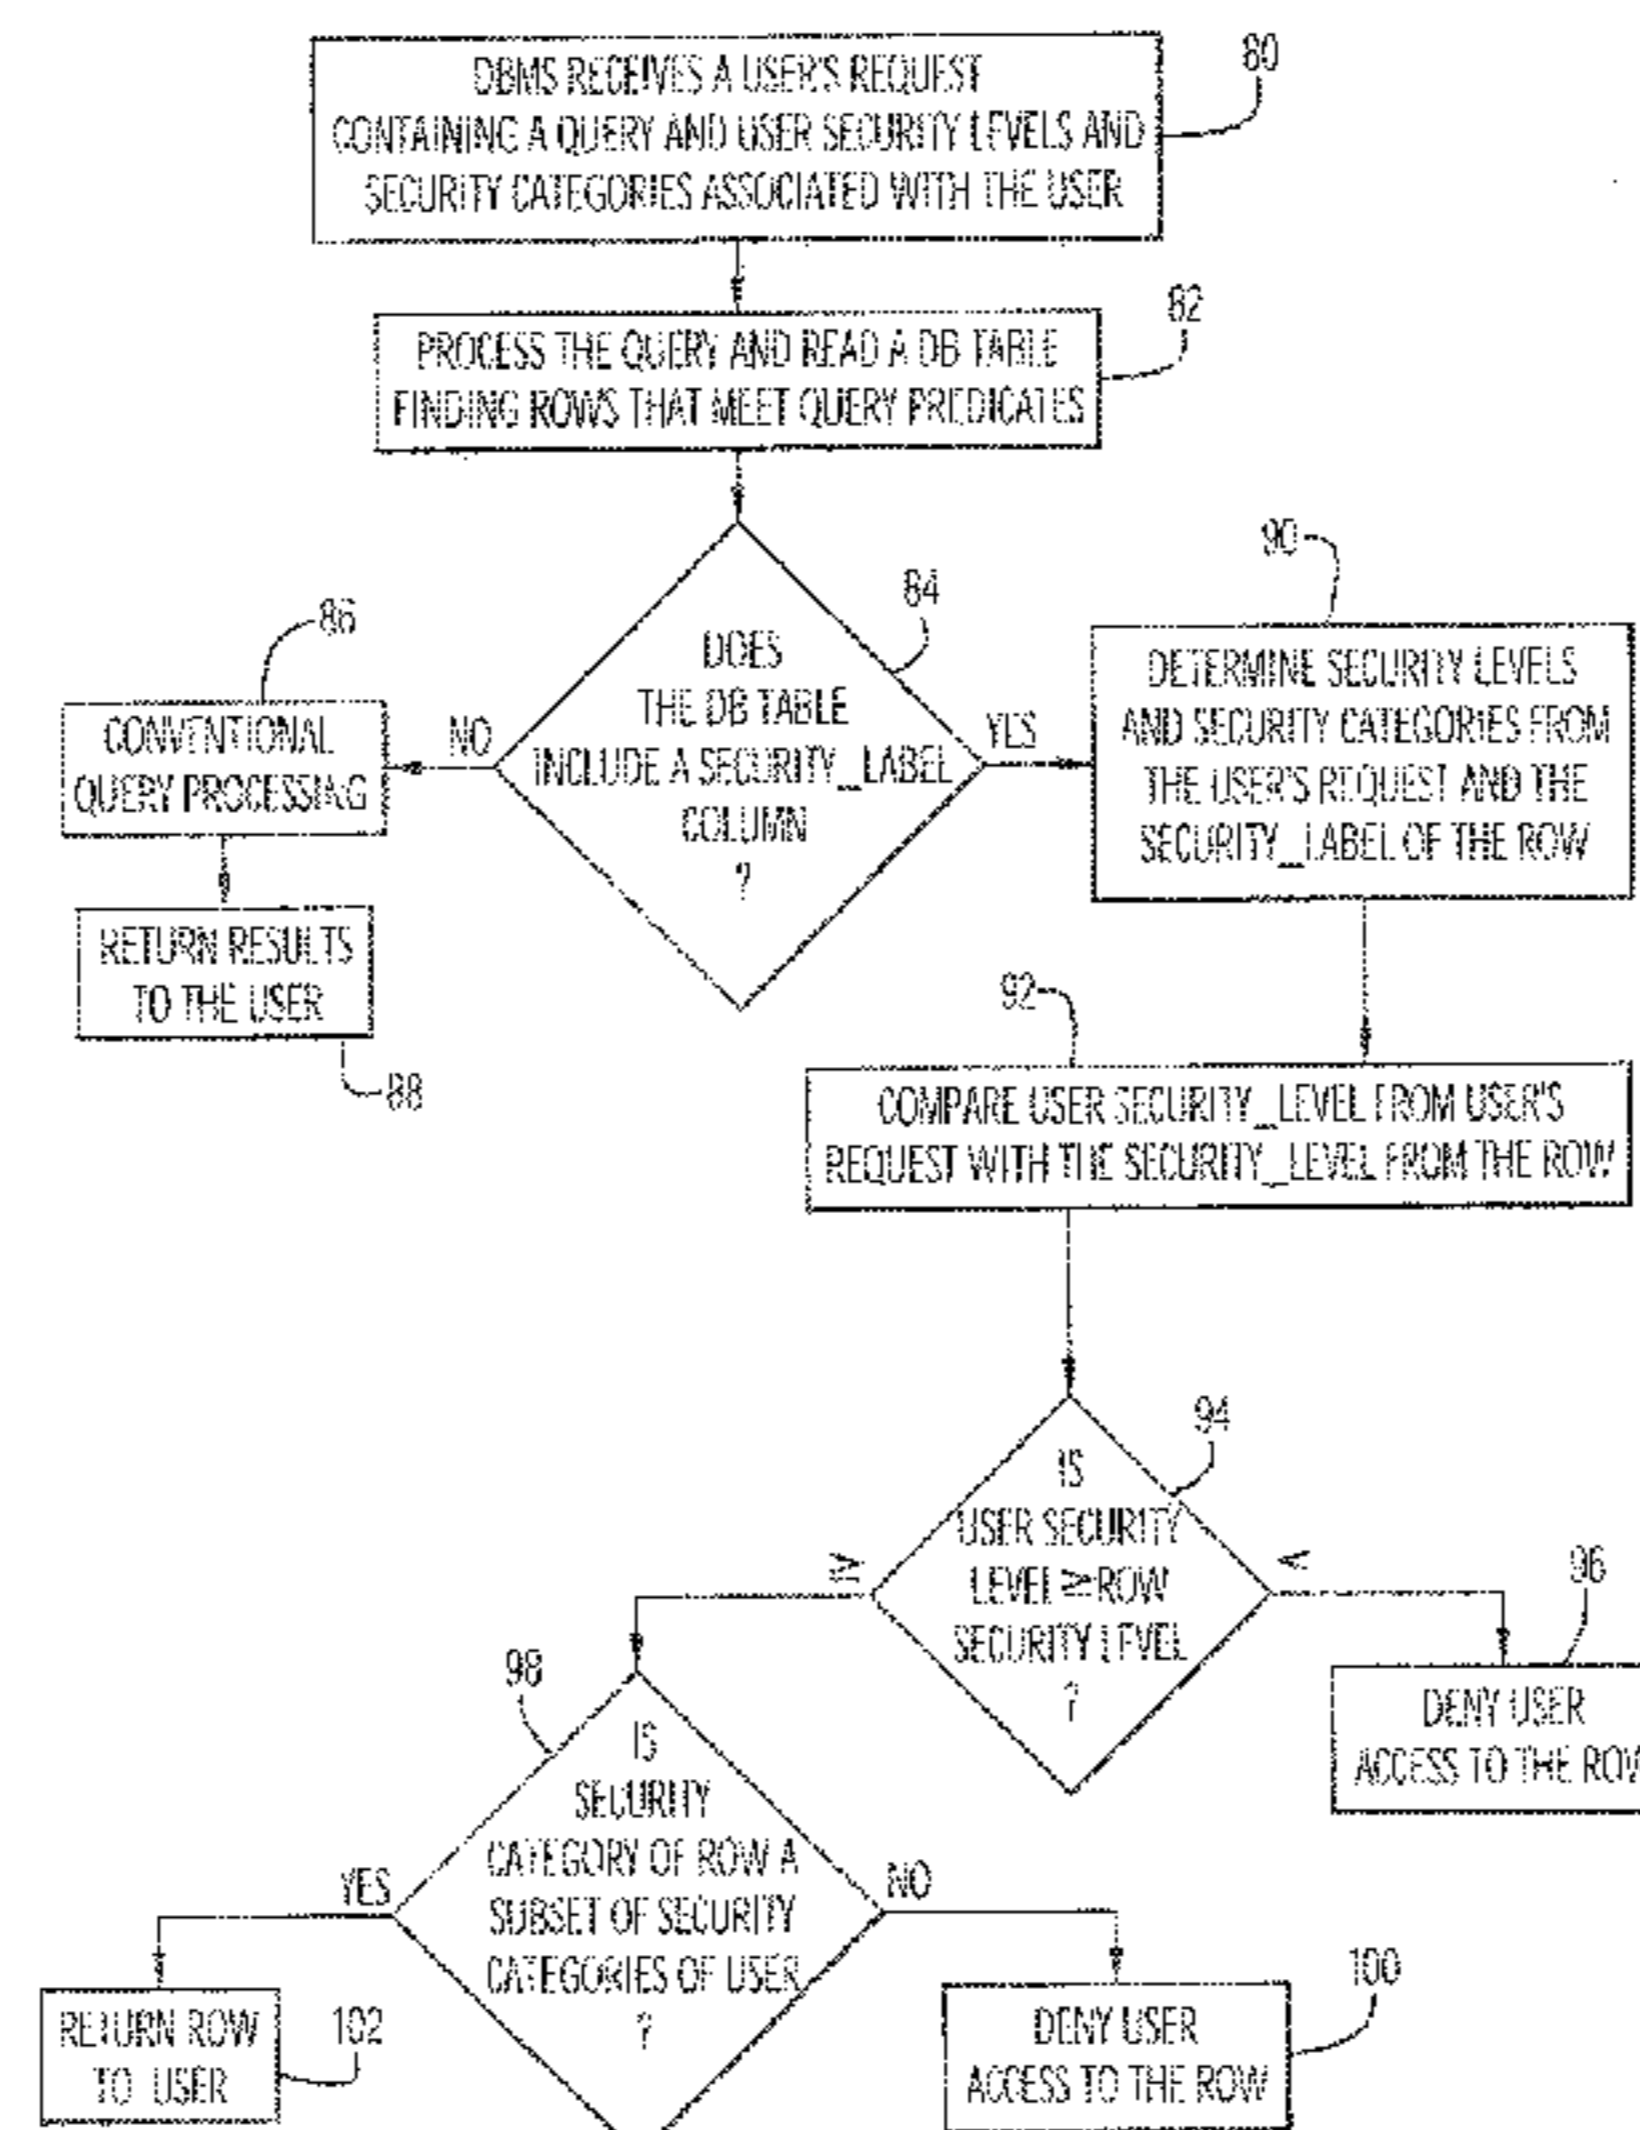 80
DBMS RECEIVES A USER'S REQUEST
CONTAINING A QUERY AND USER SECURITY LEVELS AND
SECURITY CATEGORIES ASSOCIATED WITH THE USER
82
PROCESS THE QUERY AND READ A DB TABLE
FINDING ROWS THAT MEET QUERY PREDICATES
84
DOES
THE DB TABLE
INCLUDE A SECURITY_LABEL
COLUMN
?
NO
YES
86
CONVENTIONAL
QUERY PROCESSING
RETURN RESULTS
TO THE USER
88
90
DETERMINE SECURITY LEVELS
AND SECURITY CATEGORIES FROM
THE USER'S REQUEST AND THE
SECURITY_LABEL OF THE ROW
92
COMPARE USER SECURITY_LEVEL FROM USER'S
REQUEST WITH THE SECURITY_LEVEL FROM THE ROW
94
IS
USER SECURITY
LEVEL ≥ ROW
SECURITY LEVEL
?
≥
<
96
DENY USER
ACCESS TO THE ROW
98
IS
SECURITY
CATEGORY OF ROW A
SUBSET OF SECURITY
CATEGORIES OF USER
?
YES
NO
RETURN ROW
TO USER
102
100
DENY USER
ACCESS TO THE ROW